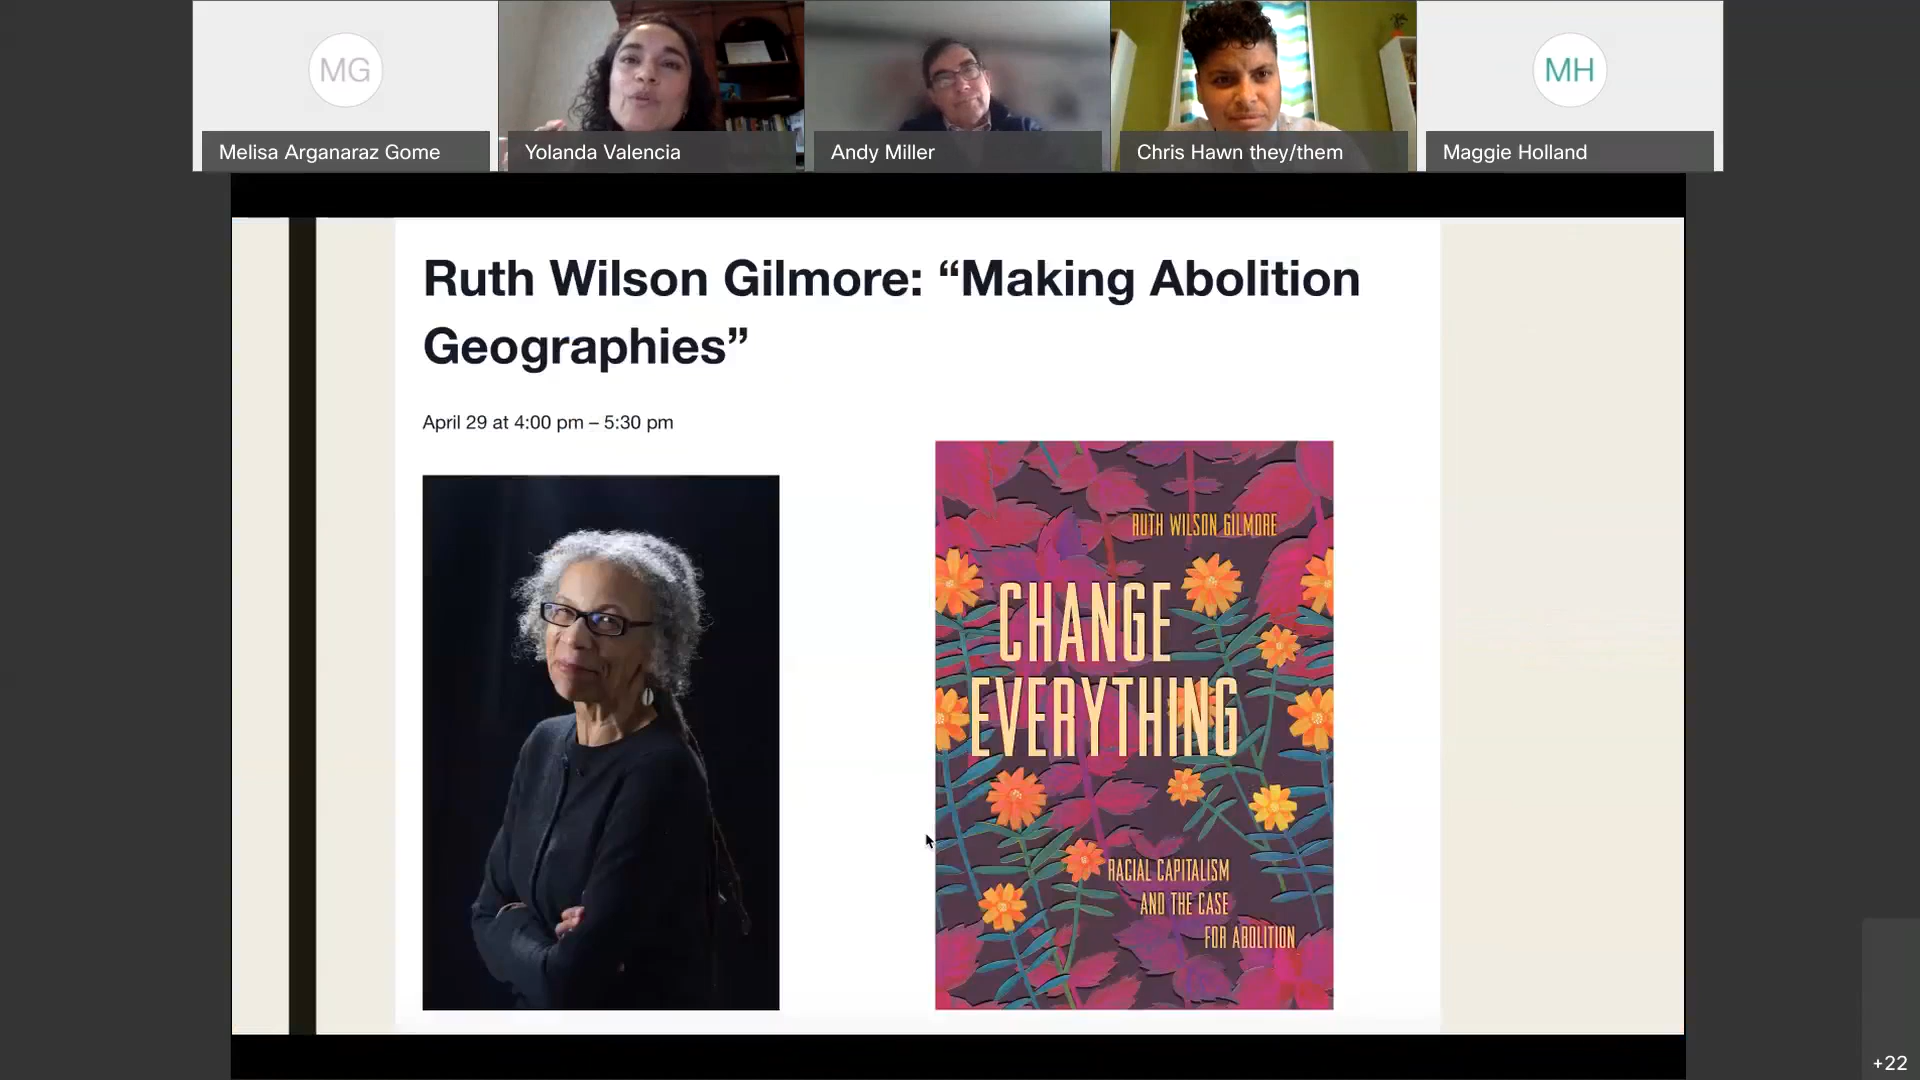 MG
MH
Melisa Arganaraz Gome
Yolanda Valencia
Andy Miller
Chris Hawn they/them
Maggie Holland
Ruth Wilson Gilmore: “Making Abolition
Geographies”
April 29 at 4:00 pm – 5:30 pm
RUTH WILSON GILMORE
CHANGE
EVERYTHING
RACIAL CAPITALISM
AND THE CASE
FOR ABOLITION
+22